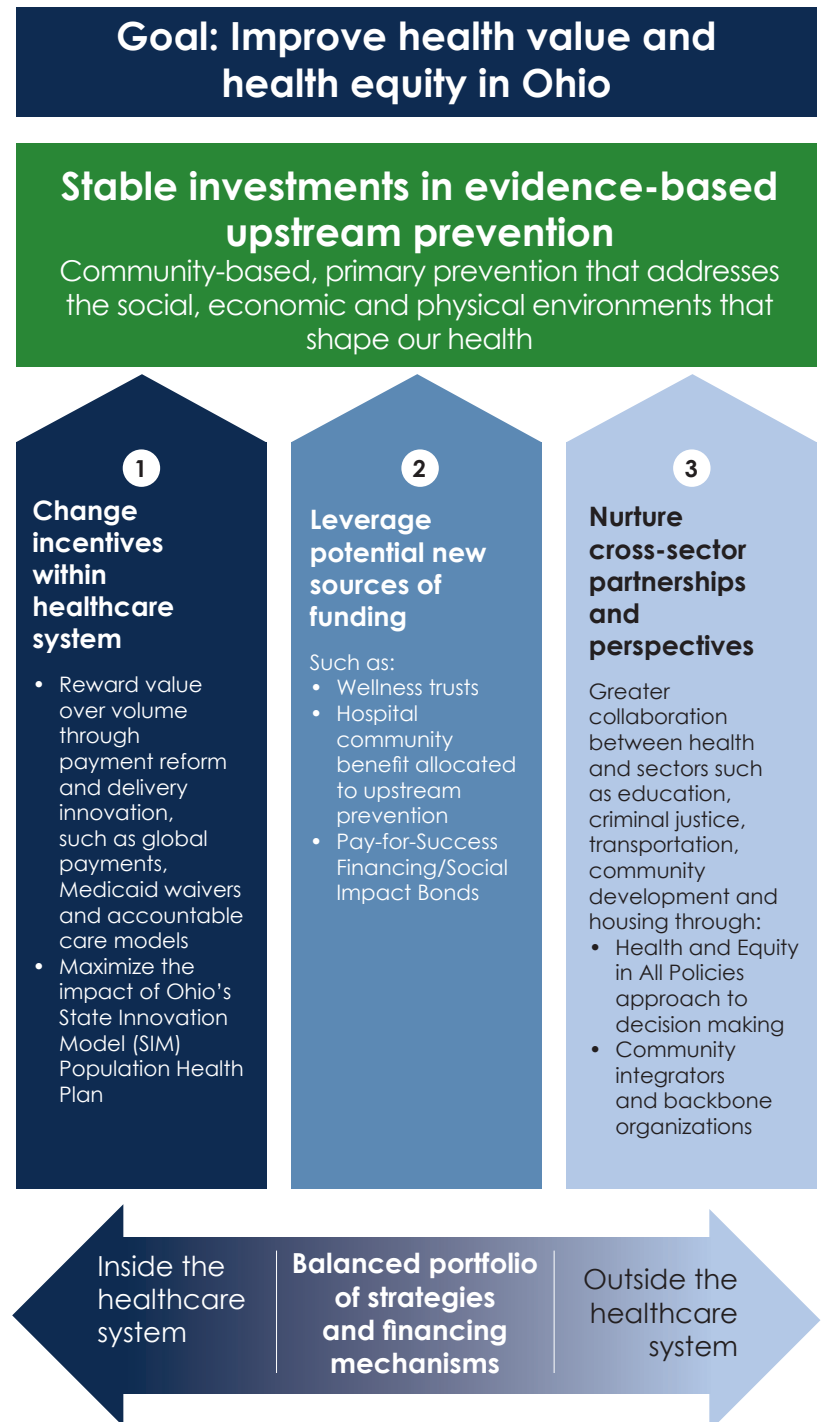 Goal: Improve health value and
health equity in Ohio
Stable investments in evidence-based
upstream prevention
Community-based, primary prevention that addresses
the social, economic and physical environments that
shape our health
1
Change
incentives
within
healthcare
system
• Reward value
over volume
through
payment reform
and delivery
innovation,
such as global
payments,
Medicaid waivers
and accountable
care models
• Maximize the
impact of Ohio’s
State Innovation
Model (SIM)
Population Health
Plan
2
Leverage
potential new
sources of
funding
Such as:
• Wellness trusts
• Hospital
community
benefit allocated
to upstream
prevention
• Pay-for-Success
Financing/Social
Impact Bonds
3
Nurture
cross-sector
partnerships
and
perspectives
Greater
collaboration
between health
and sectors such
as education,
criminal justice,
transportation,
community
development and
housing through:
• Health and Equity
in All Policies
approach to
decision making
• Community
integrators
and backbone
organizations
Inside the
healthcare
system
Balanced portfolio
of strategies
and financing
mechanisms
Outside the
healthcare
system